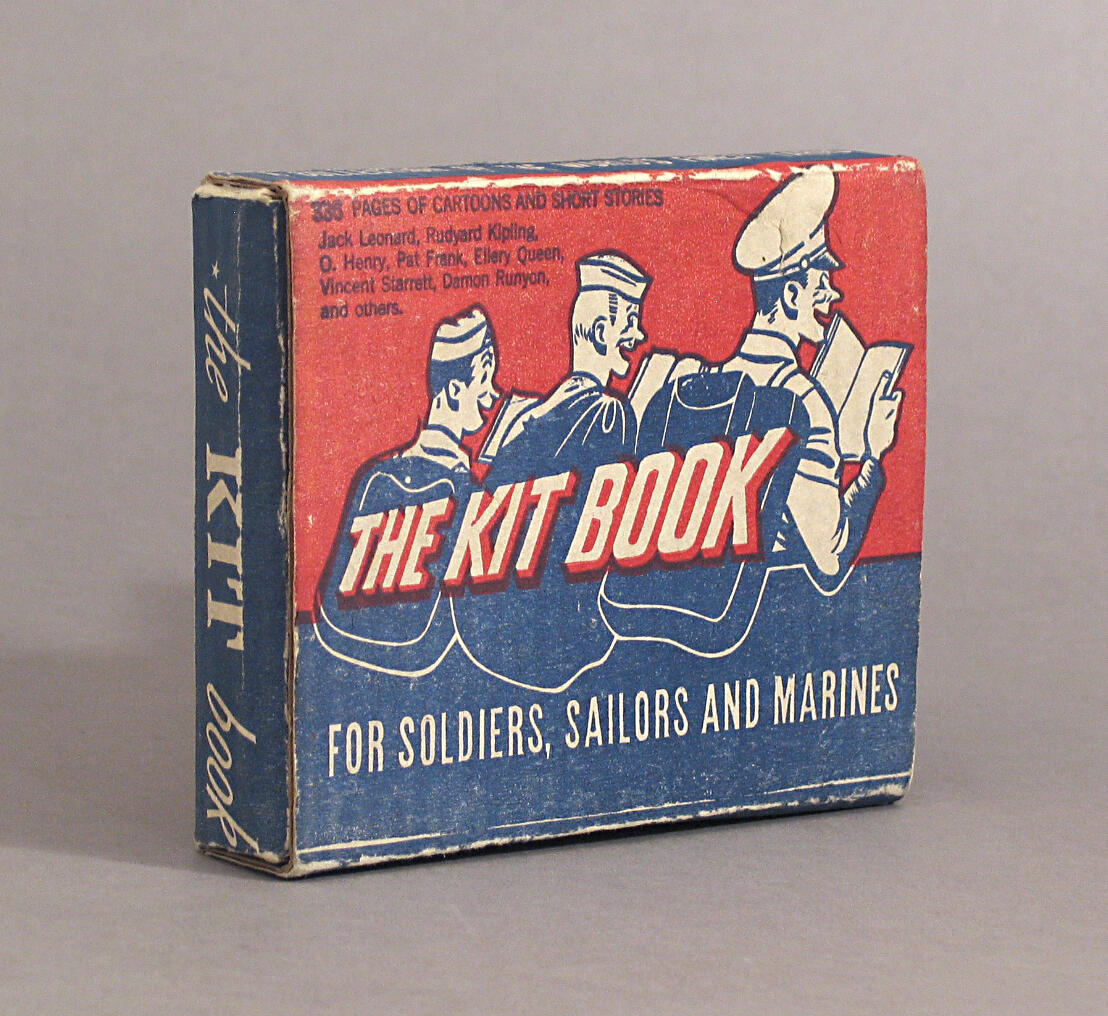 336 PAGES OF CARTOONS AND SHORT STORIES
Jack Leonard, Rudyard Kipling,
O. Henry, Pat Frank, Ellery Queen,
Vincent Starrett, Damon Runyon,
and others.
THE KIT BOOK
FOR SOLDIERS, SAILORS AND MARINES
the KIT book